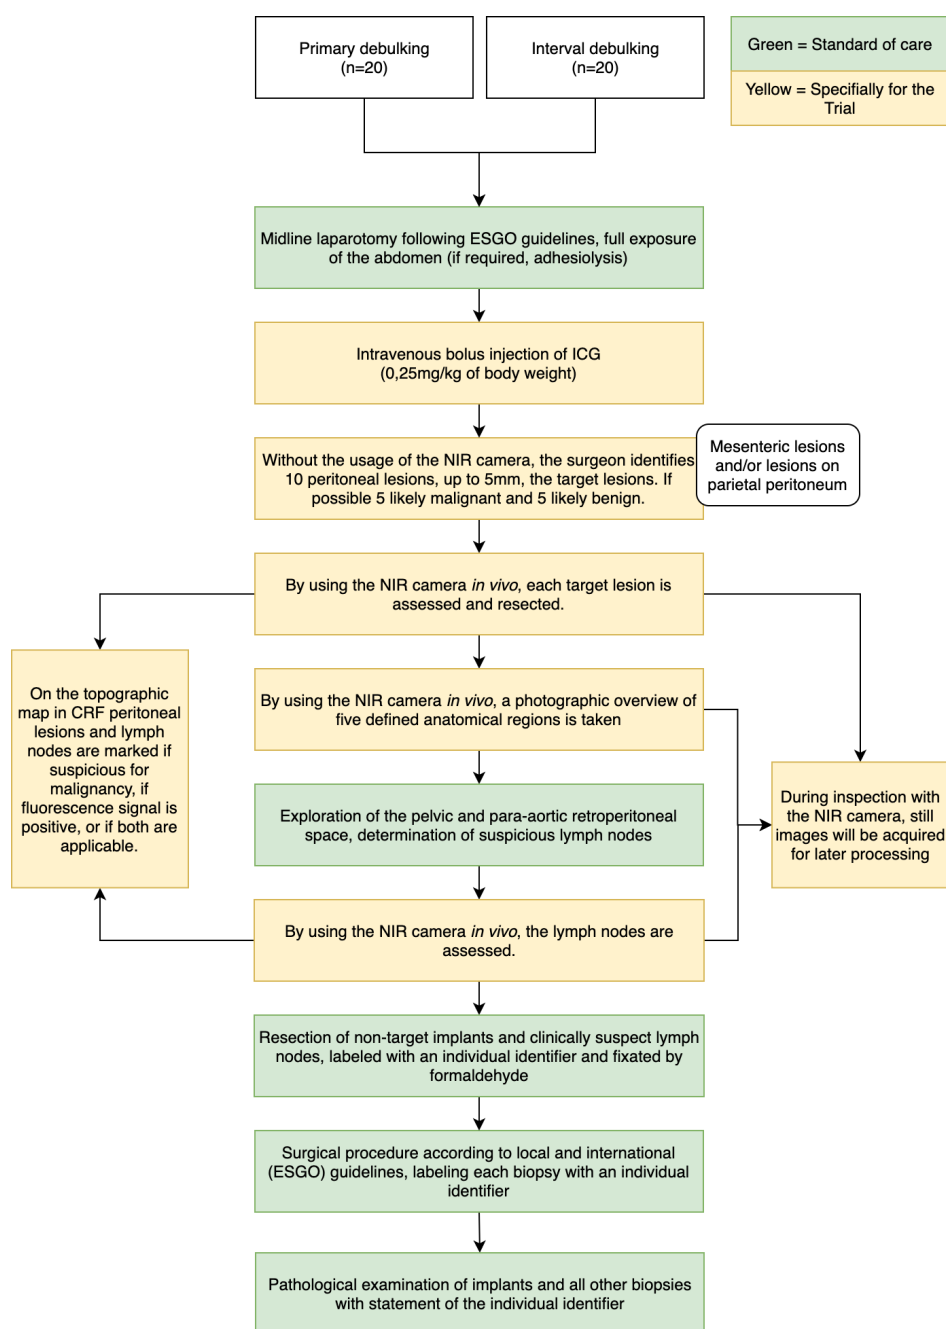 Primary debulking
(n=20)
Interval debulking
(n=20)
Green = Standard of care
Yellow = Specifially for the
Trial
Midline laparotomy following ESGO guidelines, full exposure
of the abdomen (if required, adhesiolysis)
Intravenous bolus injection of ICG
(0,25mg/kg of body weight)
Without the usage of the NIR camera, the surgeon identifies
10 peritoneal lesions, up to 5mm, the target lesions. If
possible 5 likely malignant and 5 likely benign.
Mesenteric lesions
and/or lesions on
parietal peritoneum
By using the NIR camera in vivo, each target lesion is
assessed and resected.
On the topographic
map in CRF peritoneal
lesions and lymph
nodes are marked if
suspicious for
malignancy, if
fluorescence signal is
positive, or if both are
applicable.
By using the NIR camera in vivo, a photographic overview of
five defined anatomical regions is taken
During inspection with
the NIR camera, still
images will be acquired
for later processing
Exploration of the pelvic and para-aortic retroperitoneal
space, determination of suspicious lymph nodes
By using the NIR camera in vivo, the lymph nodes are
assessed.
Resection of non-target implants and clinically suspect lymph
nodes, labeled with an individual identifier and fixated by
formaldehyde
Surgical procedure according to local and international
(ESGO) guidelines, labeling each biopsy with an individual
identifier
Pathological examination of implants and all other biopsies
with statement of the individual identifier